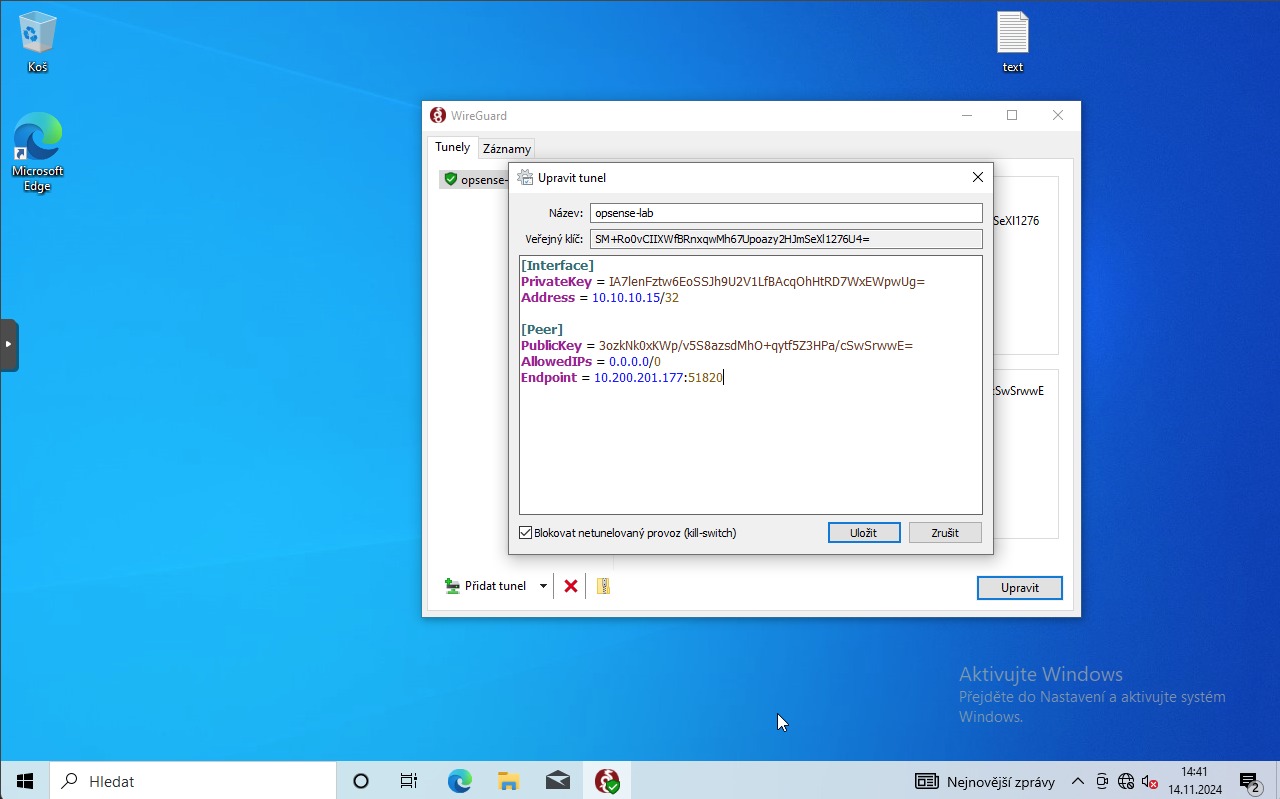 Koš
text
Microsoft
Edge
WireGuard
Tunely
Záznamy
opsense-
Upravit tunel
Název:
opsense-lab
Veřejný klíč:
SM+Ro0vCIIXWfBRnxqwMh67Upoazy2HJmSeXl1276U4=
SeXl1276
[Interface]
PrivateKey = IA7lenFztw6EoSSJh9U2V1LfBAcqOhHtRD7WxEWpwUg=
Address = 10.10.10.15/32
[Peer]
PublicKey = 3ozkNk0xKWp/v5S8azsdMhO+qytf5Z3HPa/cSwSrwwE=
AllowedIPs = 0.0.0.0/0
Endpoint = 10.200.201.177:51820
cSwSrwwE
Blokovat netunelovaný provoz (kill-switch)
Uložit
Zrušit
Přidat tunel
Upravit
Aktivujte Windows
Přejděte do Nastavení a aktivujte systém
Windows.
Hledat
Nejnovější zprávy
14:41
14.11.2024
2